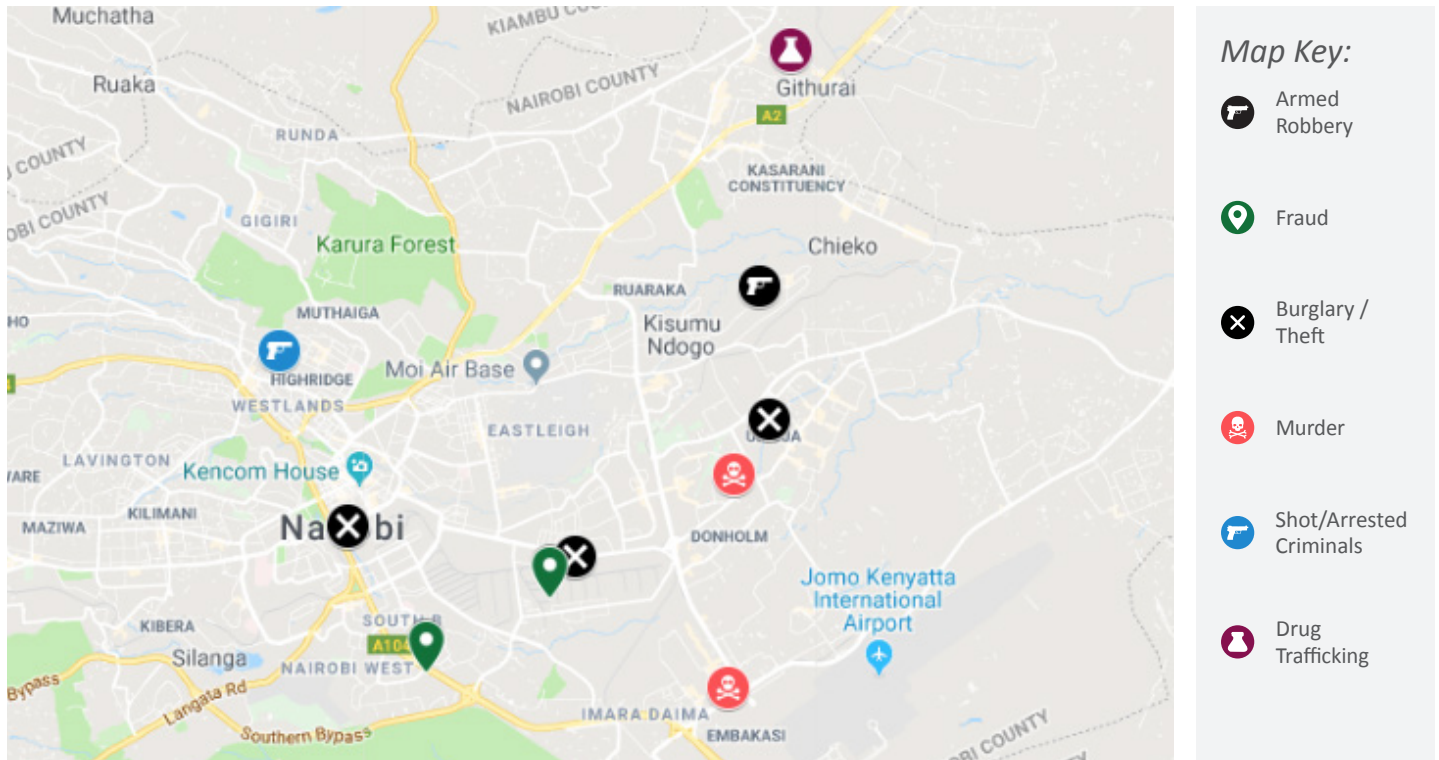 Muchatha
KIAMBU COU
Ruaka
NAIROBI COUNTY
Githurai
A2
RUNDA
U COUNTY
KASARANI
CONSTITUENCY
OBI COUNTY
GIGIRI
Karura Forest
Chieko
RUARAKA
MUTHAIGA
HO
Kisumu
Ndogo
Moi Air Base
HIGHRIDGE
WESTLANDS
EASTLEIGH
LAVINGTON
Kencom House
WARE
KILIMANI
MAZIWA
Na bi
DONHOLM
Jomo Kenyatta
International
Airport
KIBERA
SOUTH B
A104
Silanga
NAIROBI WEST
Bypass
Langata Rd
Southern Bypass
IMARA DAIMA
EMBAKASI
OBI COUNTY
Map Key:
Armed
Robbery
Fraud
Burglary /
Theft
Murder
Shot/Arrested
Criminals
Drug
Trafficking